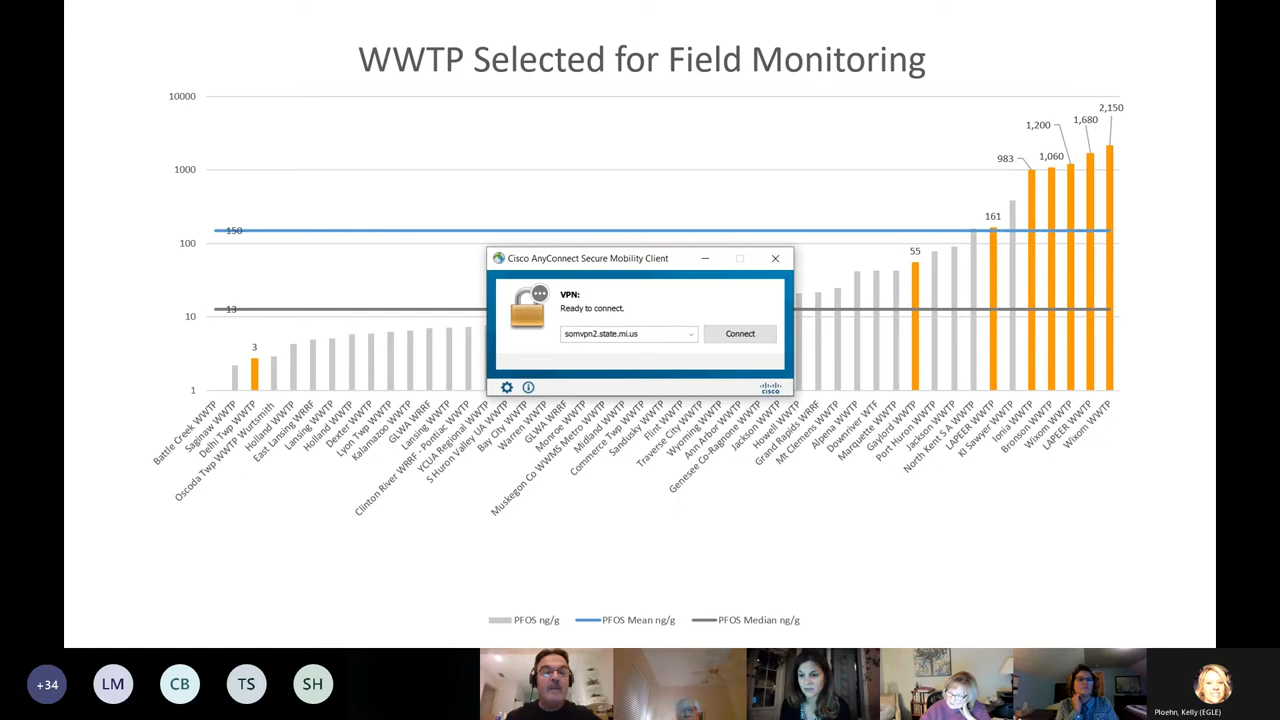 WWTP Selected for Field Monitoring
10000
1000
100
10
1
150
13
3
55
161
983
1,060
1,200
1,680
2,150
Cisco AnyConnect Secure Mobility Client
VPN:
Ready to connect.
somvpn2.state.mi.us
Connect
CISCO
Battle Creek WWTP
Saginaw WWTP
Delhi Twp WWTP
Oscoda Twp WWTP Wurtsmith
Holland WWTP
East Lansing WRRF
Lansing WWTP
Holland WWTP
Dexter WWTP
Lyon Twp WWTP
Kalamazoo WWTP
GLWA WRRF
Lansing WWTP
Clinton River WRRF - Pontiac WWTP
YCUA Regional WWTP
S Huron Valley UA WWTP
Bay City WWTP
Warren WWTP
GLWA WRRF
Monroe WWTP
Muskegon Co WWMS Metro WWTP
Midland WWTP
Commerce Twp WWTP
Sandusky WWTP
Flint WWTP
Traverse City WWTP
Wyoming WWTP
Ann Arbor WWTP
Genesee Co-Ragnone WWTP
Jackson WWTP
Howell WWTP
Grand Rapids WRRF
Mt Clemens WWTP
Alpena WWTP
Downriver WTF
Marquette WWTP
Gaylord WWTP
Port Huron WWTP
Jackson WWTP
North Kent S A WWTP
LAPEER WWTP
KI Sawyer WWTP
Ionia WWTP
Bronson WWTP
Wixom WWTP
LAPEER WWTP
Wixom WWTP
PFOS ng/g
PFOS Mean ng/g
PFOS Median ng/g
+34
LM
CB
TS
SH
Ploehn, Kelly (EGLE)